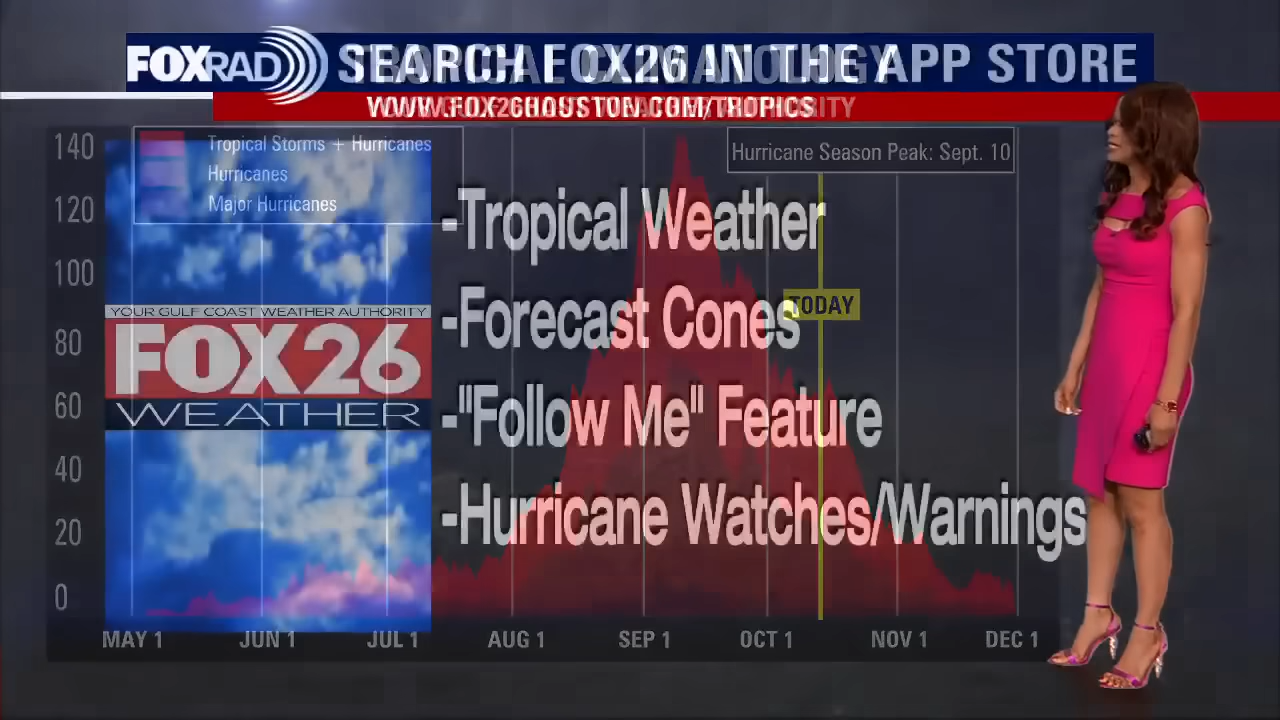 FOXRAD
SEARCH FOX26 IN THE APP STORE
TROPICAL CLIMATOLOGY
WWW.FOX26HOUSTON.COM/TROPICS
140
120
100
80
60
40
20
0
Tropical Storms + Hurricanes
Hurricanes
Major Hurricanes
Hurricane Season Peak: Sept. 10
-Tropical Weather
-Forecast Cones
TODAY
-"Follow Me" Feature
-Hurricane Watches/Warnings
YOUR GULF COAST WEATHER AUTHORITY
FOX26
WEATHER
MAY 1 JUN 1 JUL 1 AUG 1 SEP 1 OCT 1 NOV 1 DEC 1